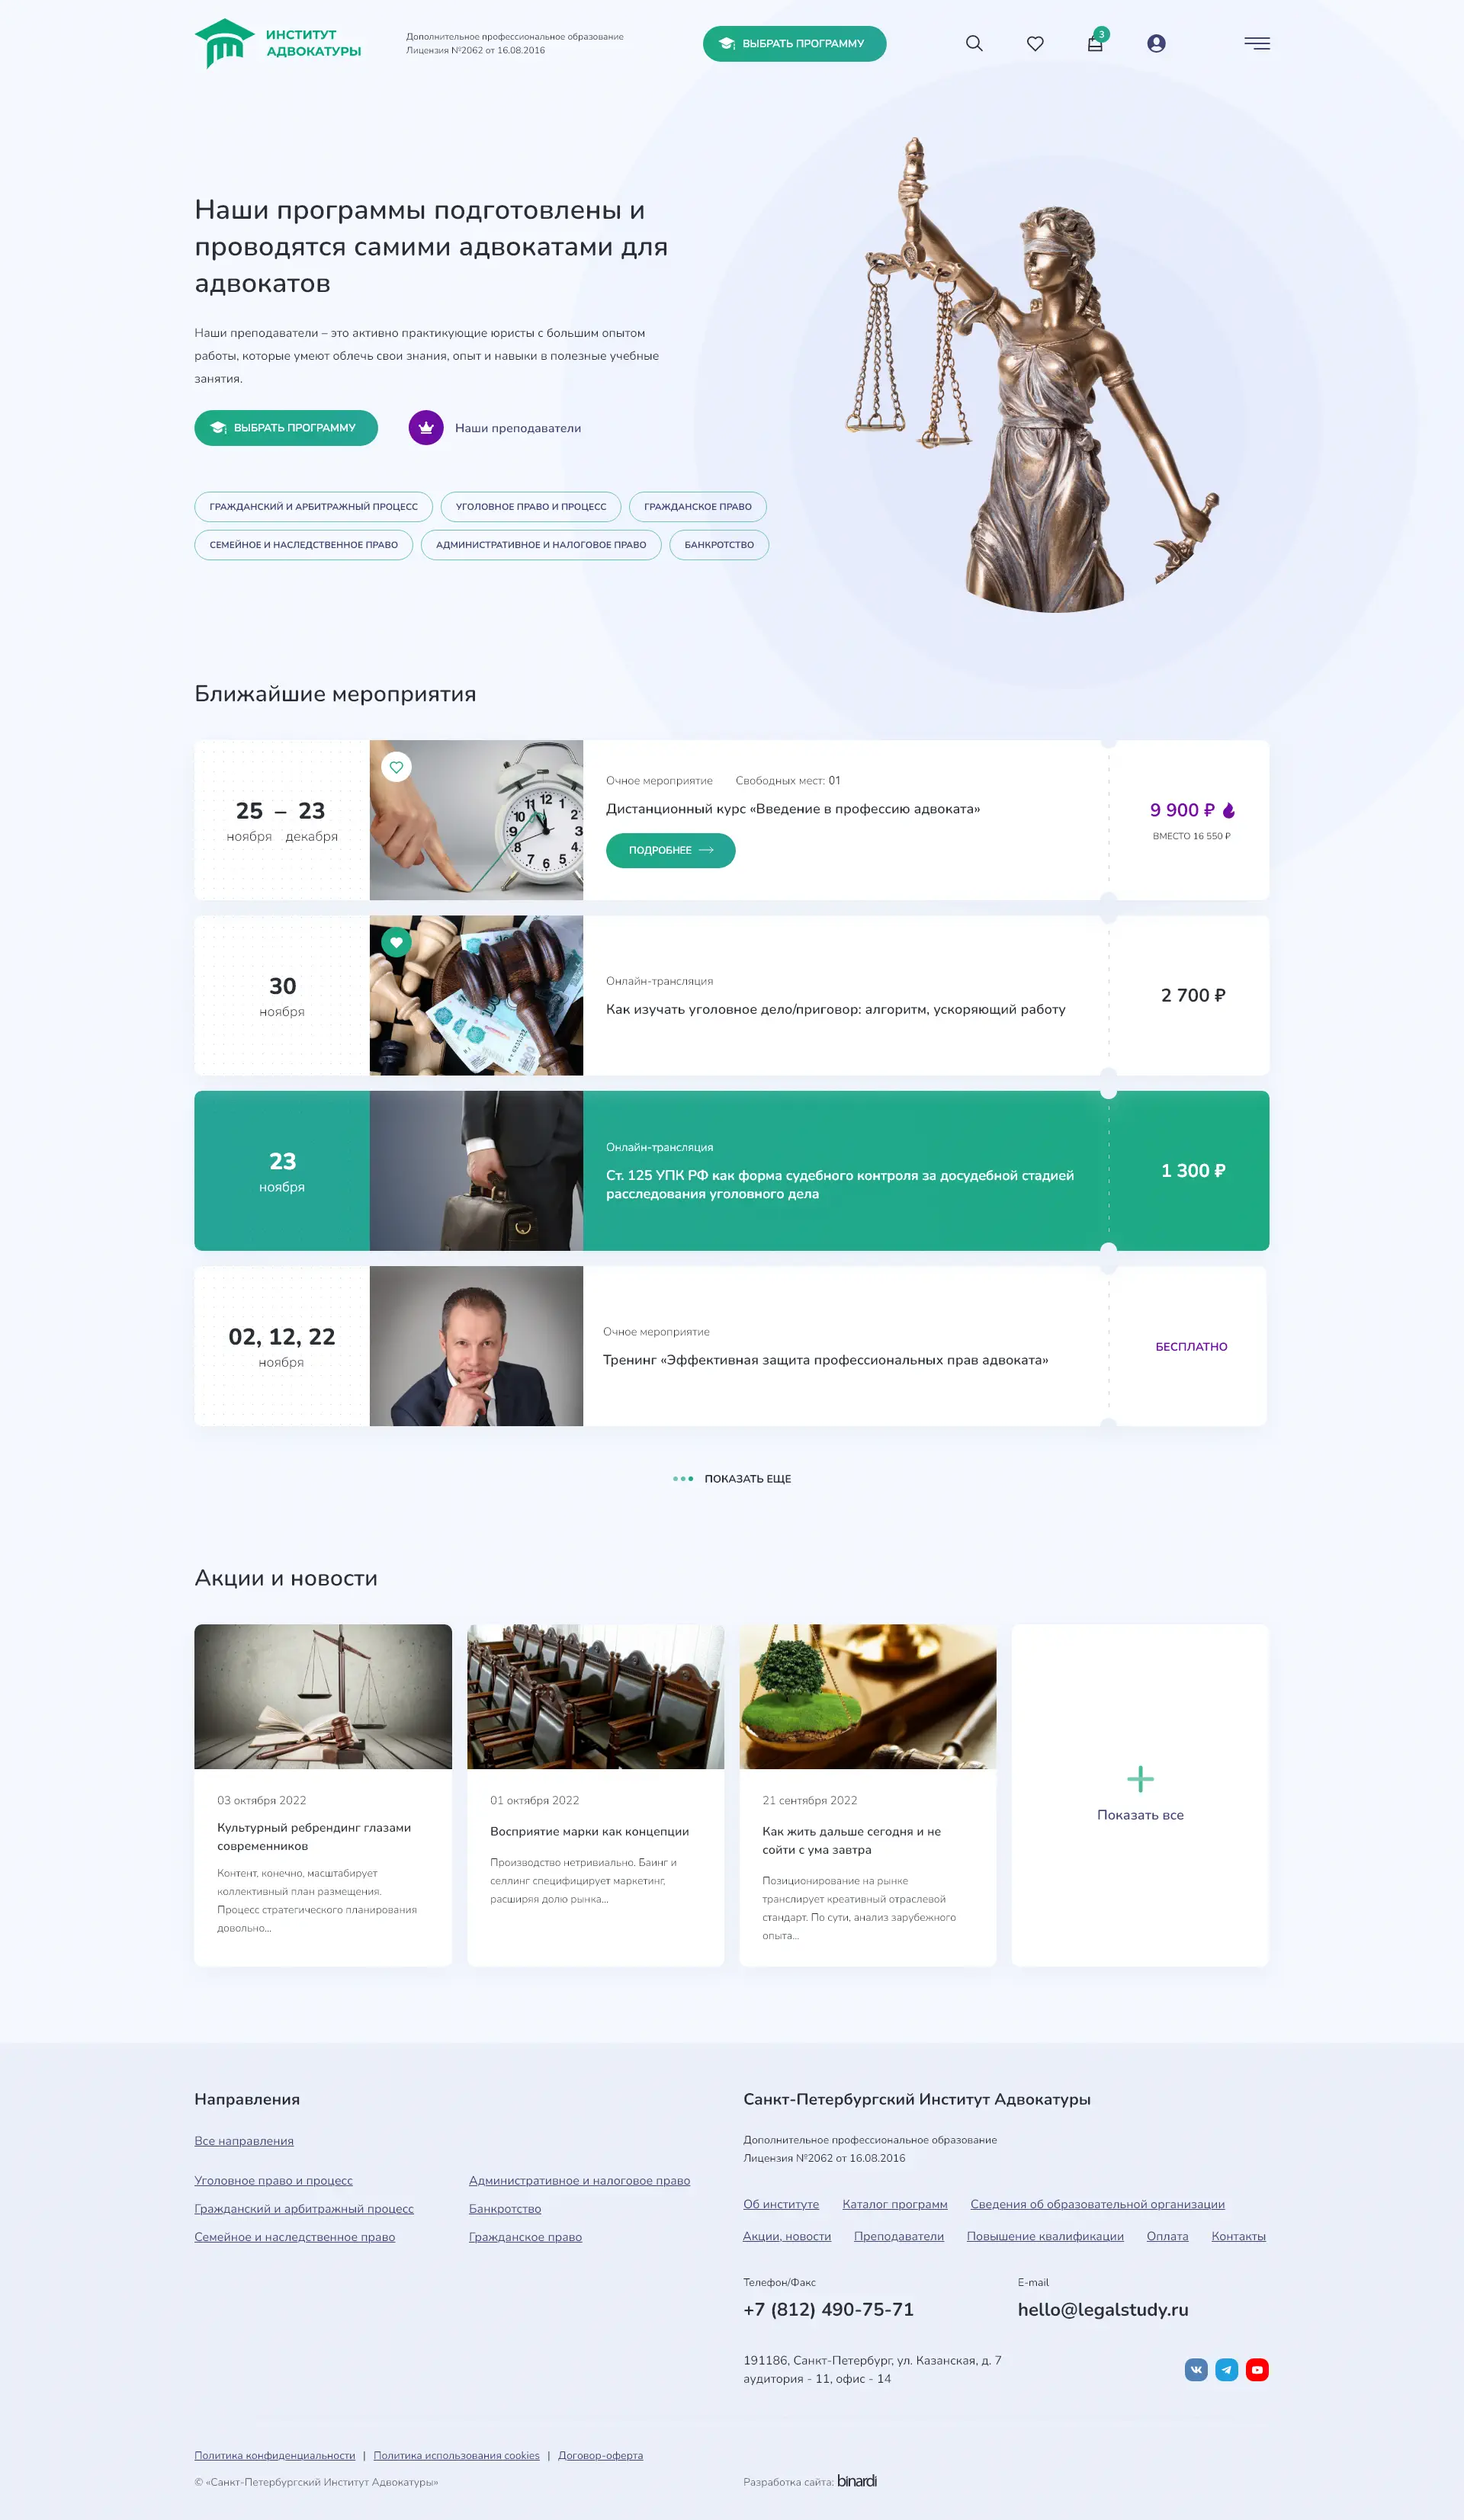 ИНСТИТУТ
АДВОКАТУРЫ
Дополнительное профессиональное образование
Лицензия №2062 от 16.08.2016
ВЫБРАТЬ ПРОГРАММУ
3
Наши программы подготовлены и
проводятся самими адвокатами для
адвокатов
Наши преподаватели – это активно практикующие юристы с большим опытом
работы, которые умеют облечь свои знания, опыт и навыки в полезные учебные
занятия.
ВЫБРАТЬ ПРОГРАММУ
Наши преподаватели
ГРАЖДАНСКИЙ И АРБИТРАЖНЫЙ ПРОЦЕСС
УГОЛОВНОЕ ПРАВО И ПРОЦЕСС
ГРАЖДАНСКОЕ ПРАВО
СЕМЕЙНОЕ И НАСЛЕДСТВЕННОЕ ПРАВО
АДМИНИСТРАТИВНОЕ И НАЛОГОВОЕ ПРАВО
БАНКРОТСТВО
Ближайшие мероприятия
25 – 23
ноября декабря
Очное мероприятие
Свободных мест: 01
Дистанционный курс «Введение в профессию адвоката»
ПОДРОБНЕЕ
9 900 ₽
ВМЕСТО 16 550 ₽
30
ноября
Онлайн-трансляция
Как изучать уголовное дело/приговор: алгоритм, ускоряющий работу
2 700 ₽
23
ноября
Онлайн-трансляция
Ст. 125 УПК РФ как форма судебного контроля за досудебной стадией
расследования уголовного дела
1 300 ₽
02, 12, 22
ноября
Очное мероприятие
Тренинг «Эффективная защита профессиональных прав адвоката»
БЕСПЛАТНО
ПОКАЗАТЬ ЕЩЕ
Акции и новости
03 октября 2022
Культурный ребрендинг глазами
современников
Контент, конечно, масштабирует
коллективный план размещения.
Процесс стратегического планирования
довольно...
01 октября 2022
Восприятие марки как концепции
Производство нетривиально. Баинг и
селлинг специфицирует маркетинг,
расширяя долю рынка...
21 сентября 2022
Как жить дальше сегодня и не
сойти с ума завтра
Позиционирование на рынке
транслирует креативный отраслевой
стандарт. По сути, анализ зарубежного
опыта...
Показать все
Направления
Все направления
Уголовное право и процесс
Гражданский и арбитражный процесс
Семейное и наследственное право
Административное и налоговое право
Банкротство
Гражданское право
Санкт-Петербургский Институт Адвокатуры
Дополнительное профессиональное образование
Лицензия №2062 от 16.08.2016
Об институте Каталог программ Сведения об образовательной организации
Акции, новости Преподаватели Повышение квалификации Оплата Контакты
Телефон/Факс
+7 (812) 490-75-71
E-mail
hello@legalstudy.ru
191186, Санкт-Петербург, ул. Казанская, д. 7
аудитория - 11, офис - 14
Политика конфиденциальности | Политика использования cookies | Договор-оферта
© «Санкт-Петербургский Институт Адвокатуры»
Разработка сайта: binardi